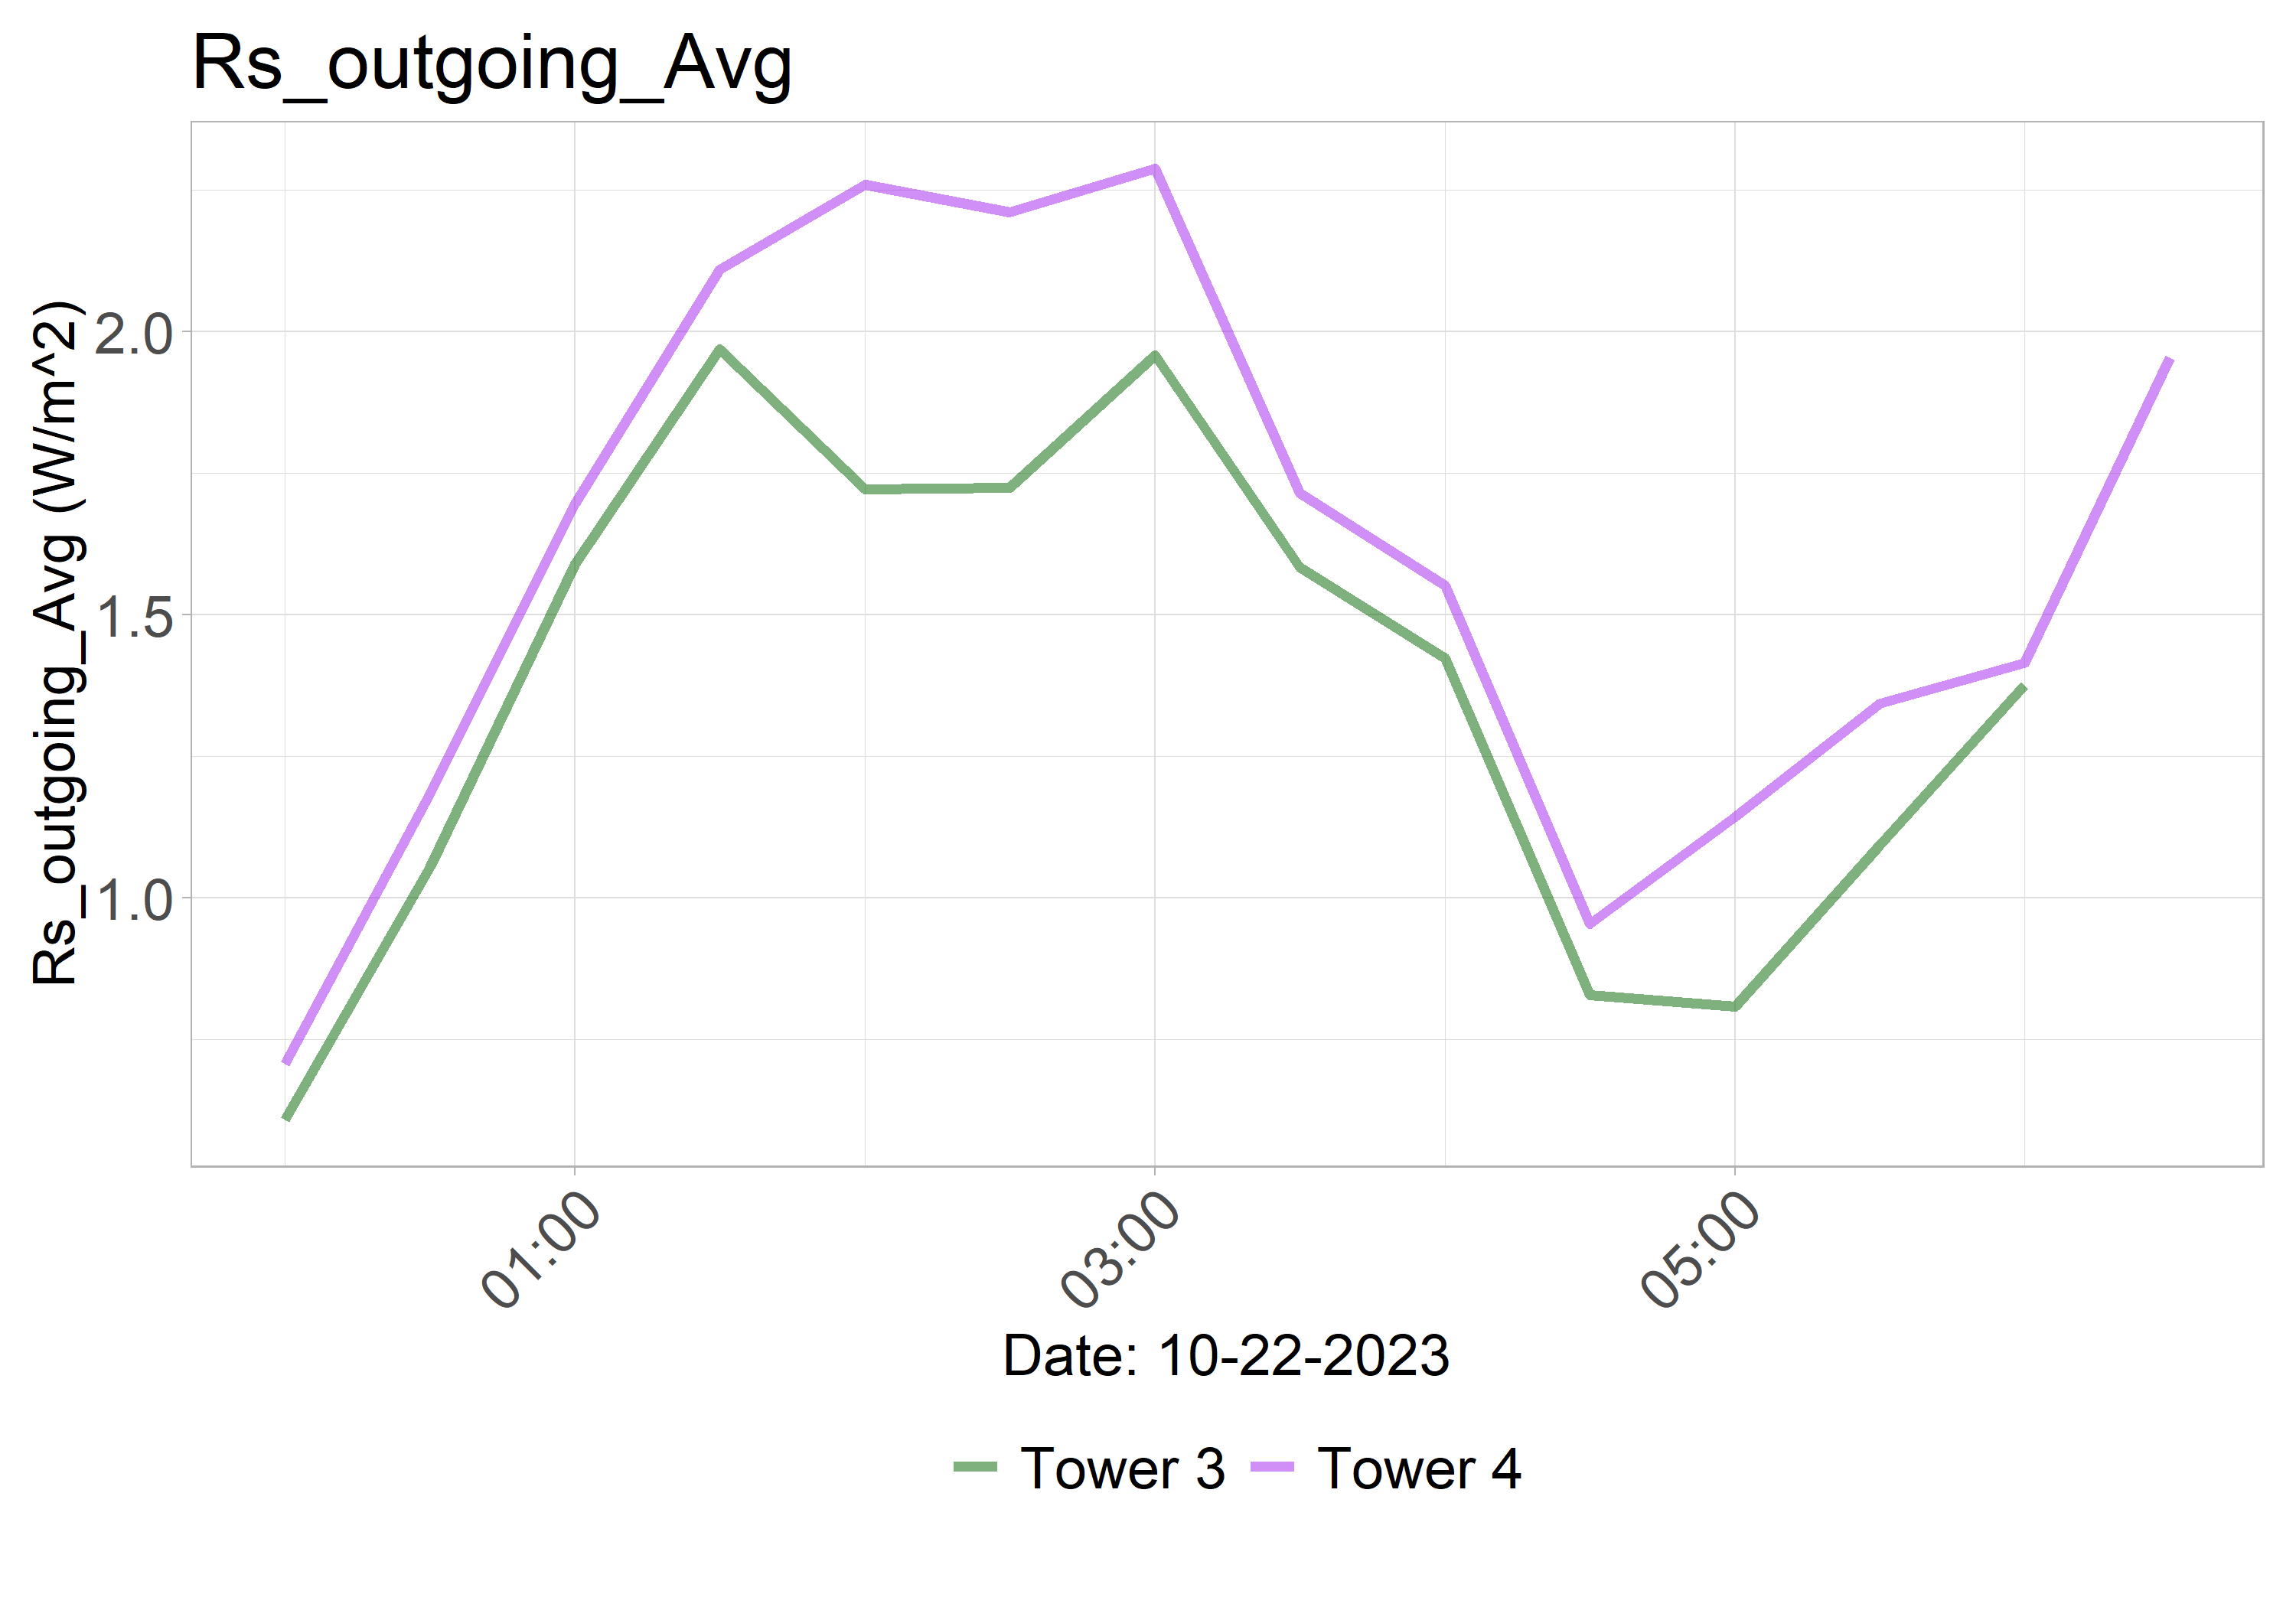 Rs_outgoing_Avg
Rs_outgoing_Avg (W/m^2)
2.0
1.5
1.0
01:00
03:00
05:00
Date: 10-22-2023
Tower 3
Tower 4